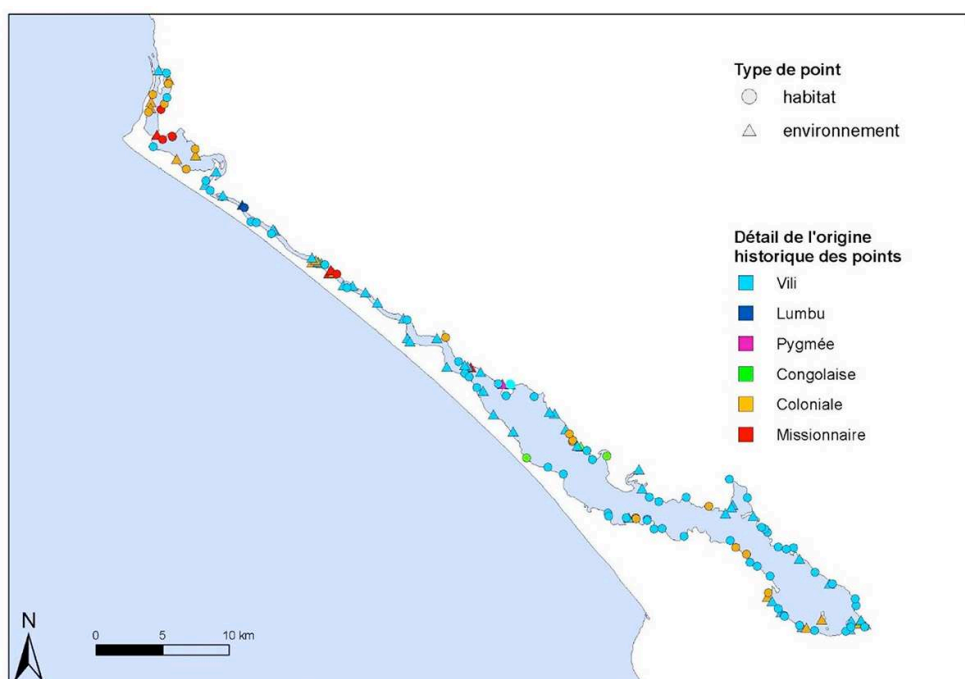 Type de point
habitat
environnement
Détail de l'origine
historique des points
Vili
Lumbu
Pygmée
Congolaise
Coloniale
Missionnaire
N
0 5 10 km